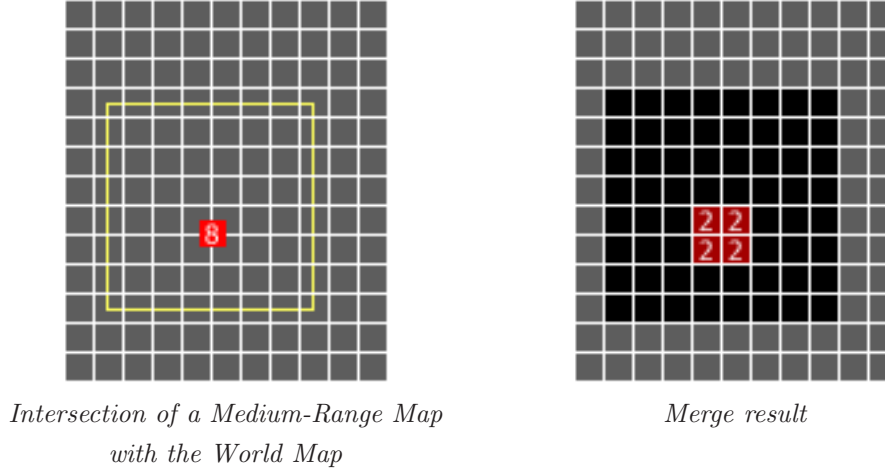 8
2 2
2 2
Intersection of a Medium-Range Map
with the World Map
Merge result